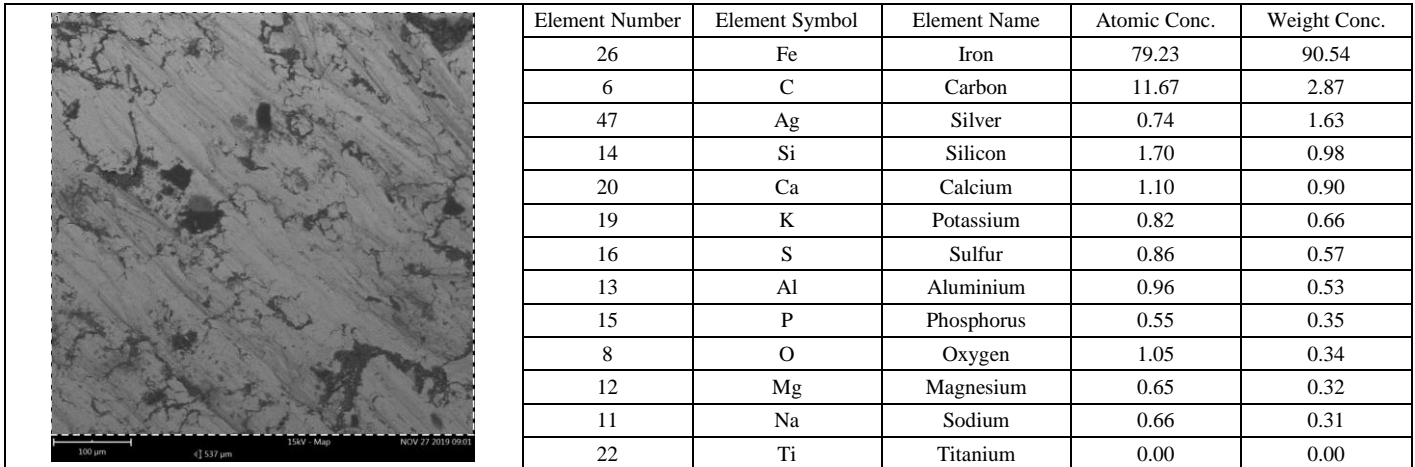 1
100 µm
537 µm
15kV - Map
NOV 27 2019 09:01
Element Number Element Symbol Element Name Atomic Conc. Weight Conc.
26 Fe Iron 79.23 90.54
6 C Carbon 11.67 2.87
47 Ag Silver 0.74 1.63
14 Si Silicon 1.70 0.98
20 Ca Calcium 1.10 0.90
19 K Potassium 0.82 0.66
16 S Sulfur 0.86 0.57
13 Al Aluminium 0.96 0.53
15 P Phosphorus 0.55 0.35
8 O Oxygen 1.05 0.34
12 Mg Magnesium 0.65 0.32
11 Na Sodium 0.66 0.31
22 Ti Titanium 0.00 0.00